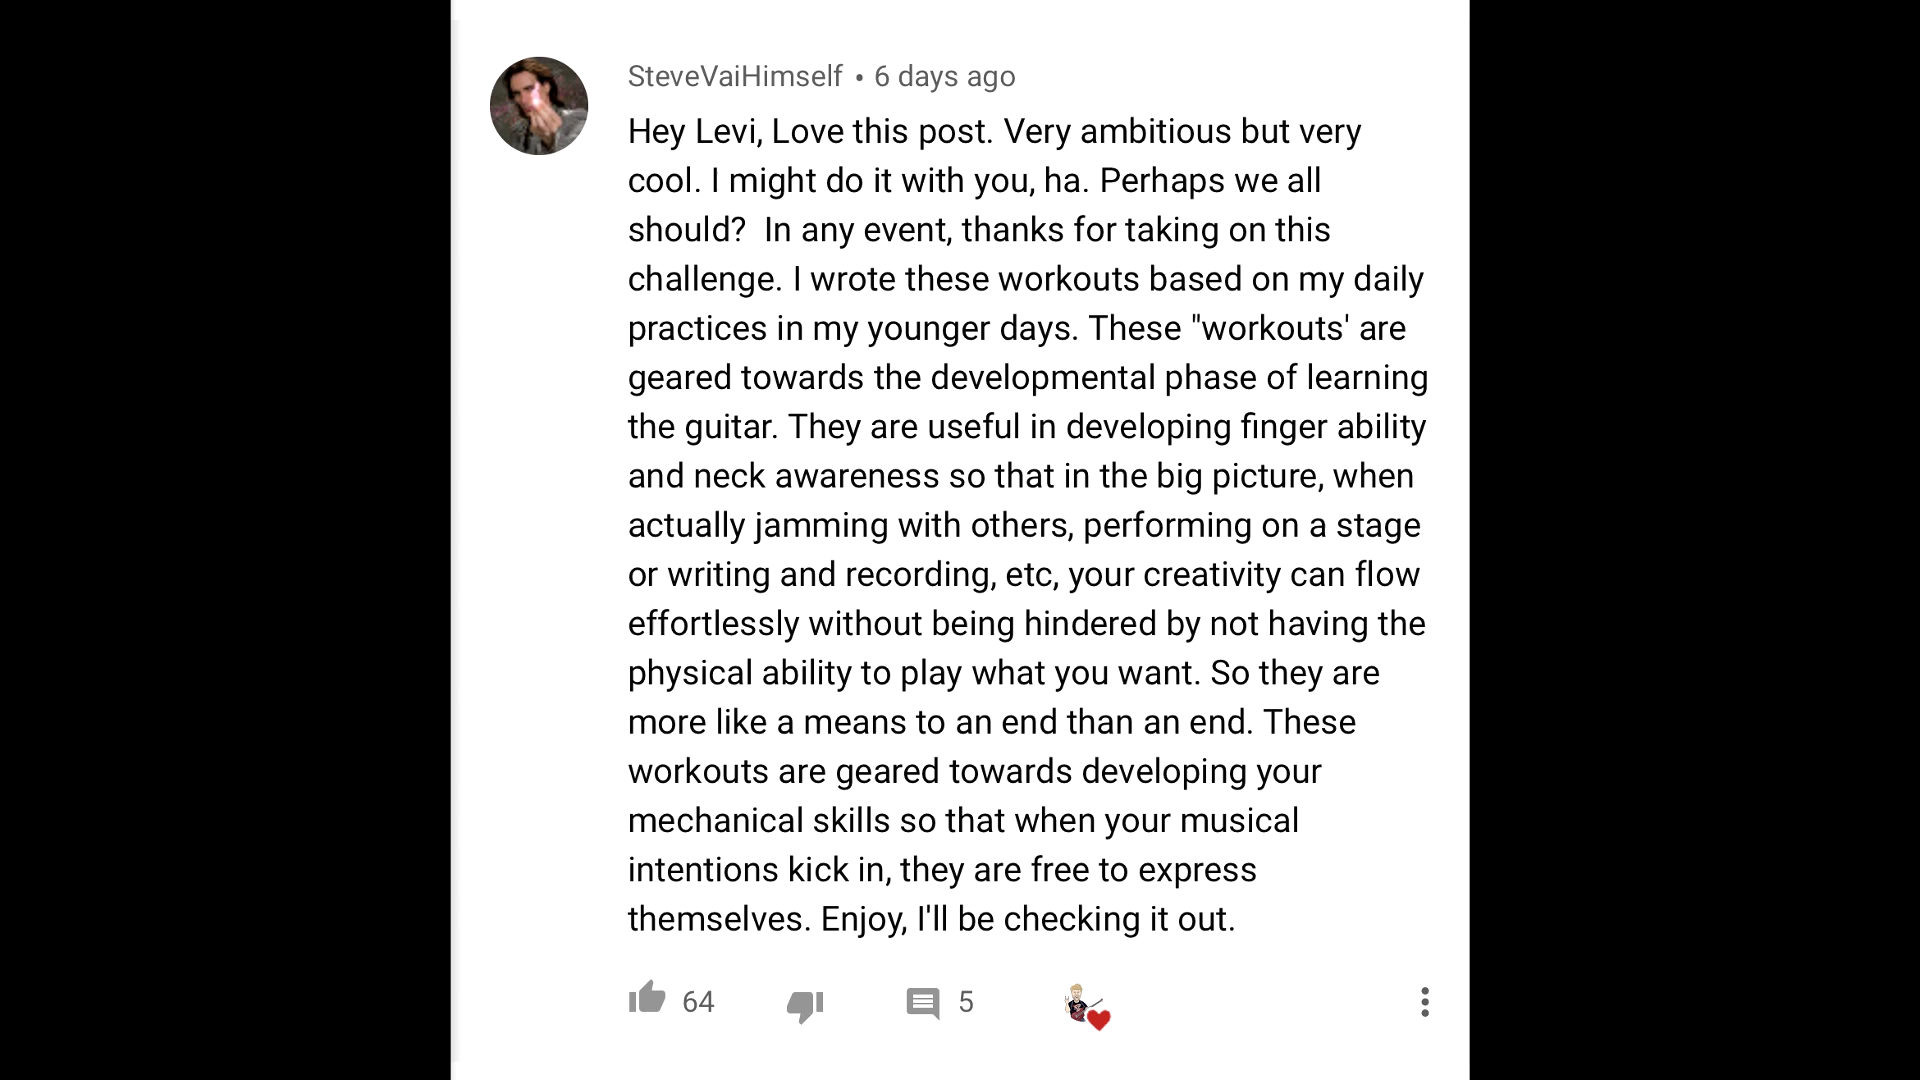 SteveVaiHimself • 6 days ago
Hey Levi, Love this post. Very ambitious but very
cool. I might do it with you, ha. Perhaps we all
should?  In any event, thanks for taking on this
challenge. I wrote these workouts based on my daily
practices in my younger days. These "workouts' are
geared towards the developmental phase of learning
the guitar. They are useful in developing finger ability
and neck awareness so that in the big picture, when
actually jamming with others, performing on a stage
or writing and recording, etc, your creativity can flow
effortlessly without being hindered by not having the
physical ability to play what you want. So they are
more like a means to an end than an end. These
workouts are geared towards developing your
mechanical skills so that when your musical
intentions kick in, they are free to express
themselves. Enjoy, I'll be checking it out.
64 5